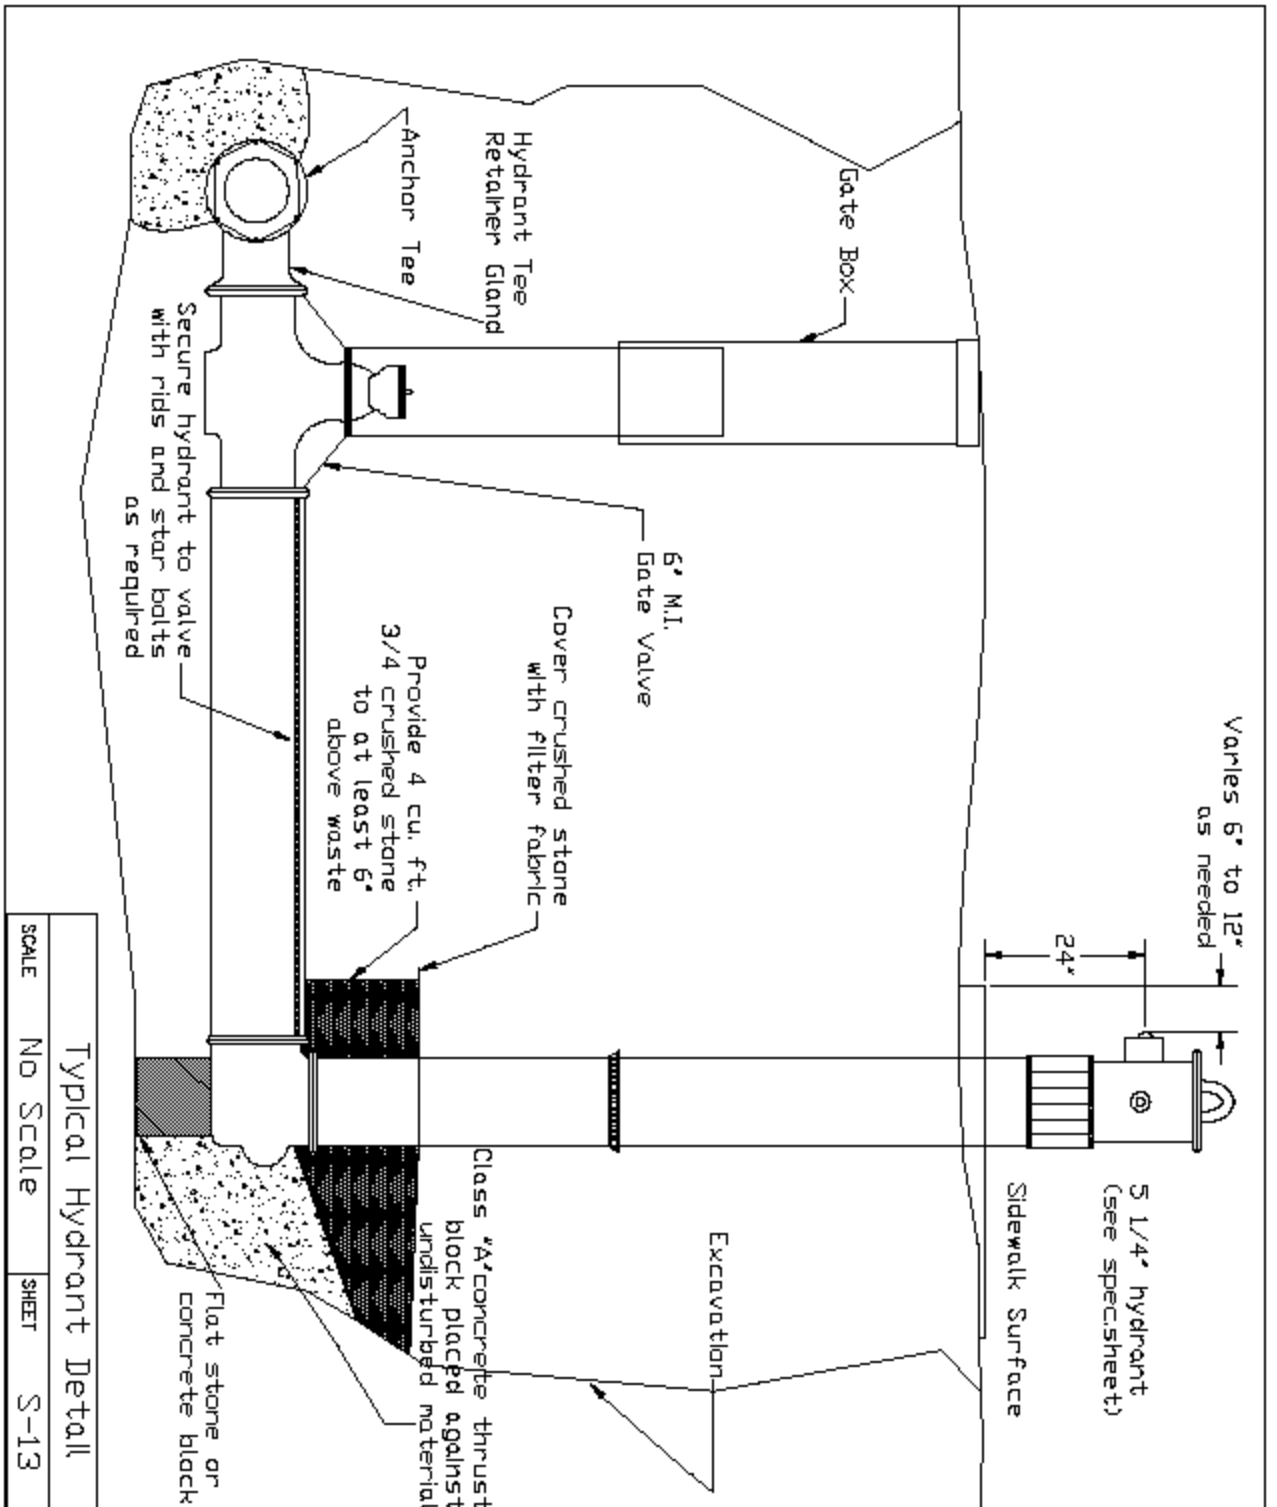 Varies 6" to 12"
as needed
24"
5 1/4" hydrant
(see spec.sheet)
Sidewalk Surface
Gate Box
Hydrant Tee
Retainer Gland
Anchor Tee
6" M.I.
Gate Valve
Cover crushed stone
with filter fabric
Provide 4 cu. ft.
3/4 crushed stone
to at least 6"
above waste
Secure hydrant to valve
with rids and star bolts
as required
Excavation
Class "A"concrete thrust
block placed against
undisturbed material
Flat stone or
concrete block
Typical Hydrant Detail
SCALE No Scale SHEET S-13